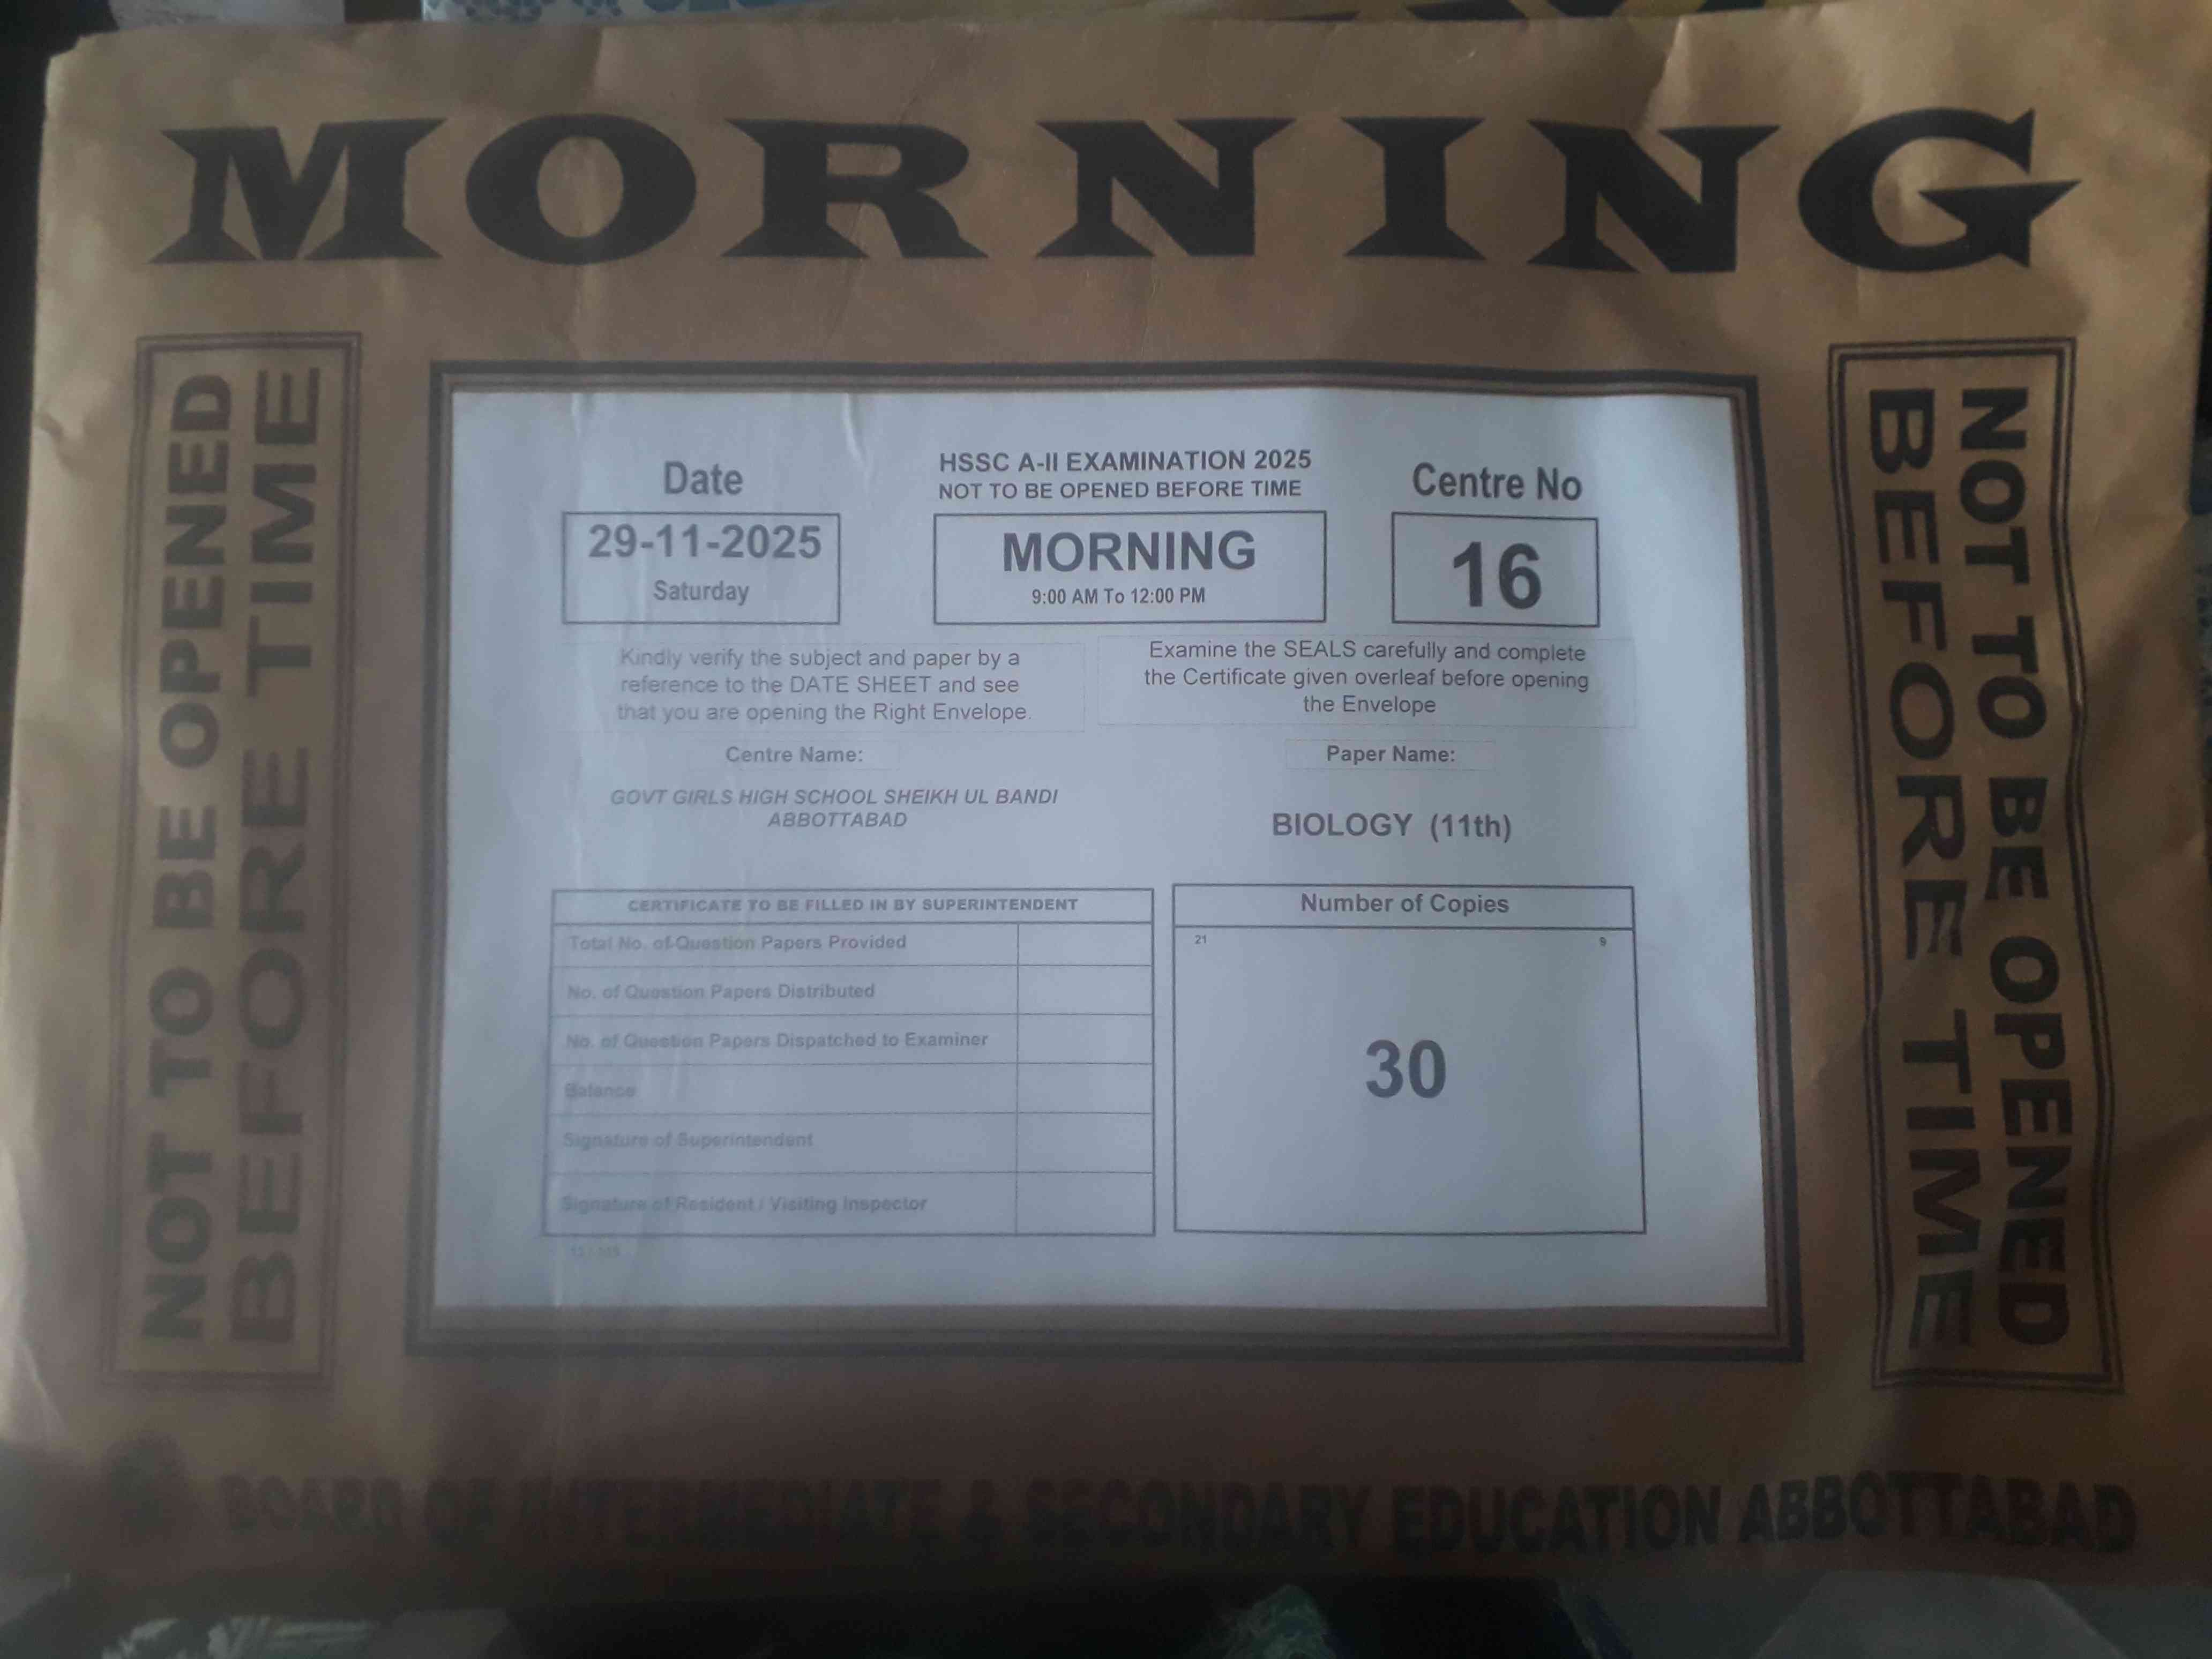 MORNING
NOT TO BE OPENED
BEFORE TIME
Date
29-11-2025
Saturday
HSSC A-II EXAMINATION 2025
NOT TO BE OPENED BEFORE TIME
MORNING
9:00 AM To 12:00 PM
Centre No
16
Kindly verify the subject and paper by a
reference to the DATE SHEET and see
that you are opening the Right Envelope.
Examine the SEALS carefully and complete
the Certificate given overleaf before opening
the Envelope
Centre Name:
GOVT GIRLS HIGH SCHOOL SHEIKH UL BANDI
ABBOTTABAD
Paper Name:
BIOLOGY (11th)
CERTIFICATE TO BE FILLED IN BY SUPERINTENDENT
Total No. of Question Papers Provided
No. of Question Papers Distributed
No. of Question Papers Dispatched to Examiner
Balance
Signature of Superintendent
Signature of Resident / Visiting Inspector
Number of Copies
21 9
30
NOT TO BE OPENED
BEFORE TIME
BOARD OF INTERMEDIATE & SECONDARY EDUCATION ABBOTTABAD